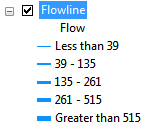 Flowline
Flow
Less than 39
39 - 135
135 - 261
261 - 515
Greater than 515